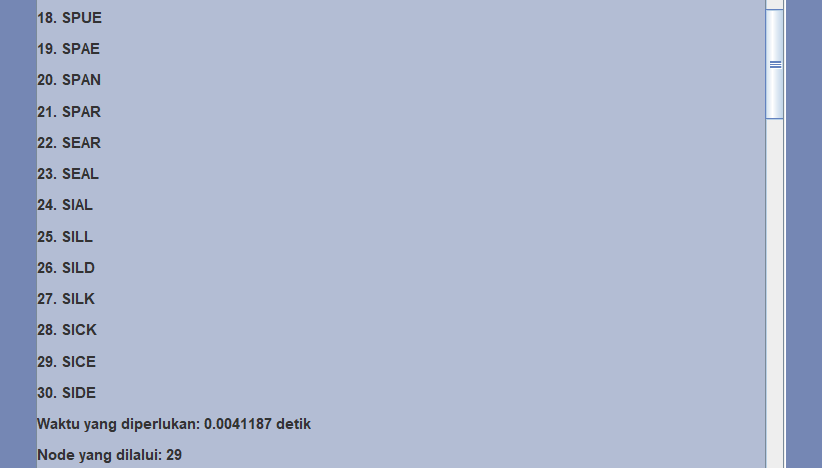 18. SPUE
19. SPAE
20. SPAN
21. SPAR
22. SEAR
23. SEAL
24. SIAL
25. SILL
26. SILD
27. SILK
28. SICK
29. SICE
30. SIDE
Waktu yang diperlukan: 0.0041187 detik
Node yang dilalui: 29